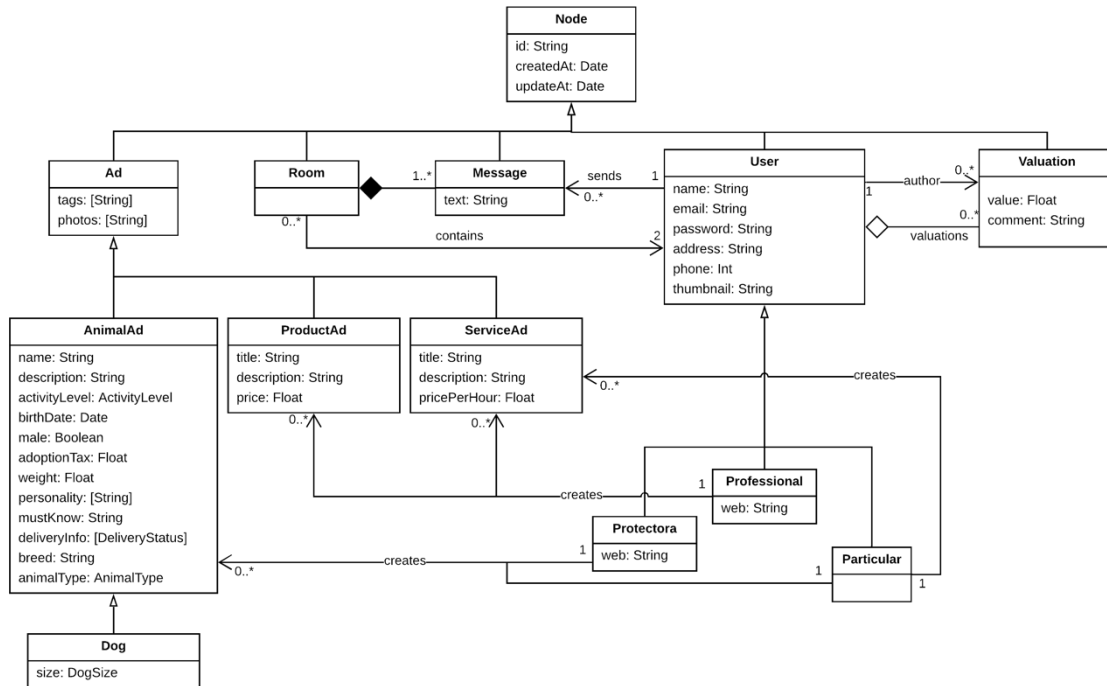 Node
id: String
createdAt: Date
updateAt: Date
Ad
tags: [String]
photos: [String]
Room
1..*
Message
text: String
sends
1
0..*
User
name: String
email: String
password: String
address: String
phone: Int
thumbnail: String
author
1
0..*
Valuation
value: Float
comment: String
0..*
valuations
0..*
contains
2
AnimalAd
name: String
description: String
activityLevel: ActivityLevel
birthDate: Date
male: Boolean
adoptionTax: Float
weight: Float
personality: [String]
mustKnow: String
deliveryInfo: [DeliveryStatus]
breed: String
animalType: AnimalType
ProductAd
title: String
description: String
price: Float
0..*
ServiceAd
title: String
description: String
pricePerHour: Float
0..*
0..*
creates
creates
1
Professional
web: String
Protectora
web: String
1
creates
0..*
1
Particular
1
Dog
size: DogSize